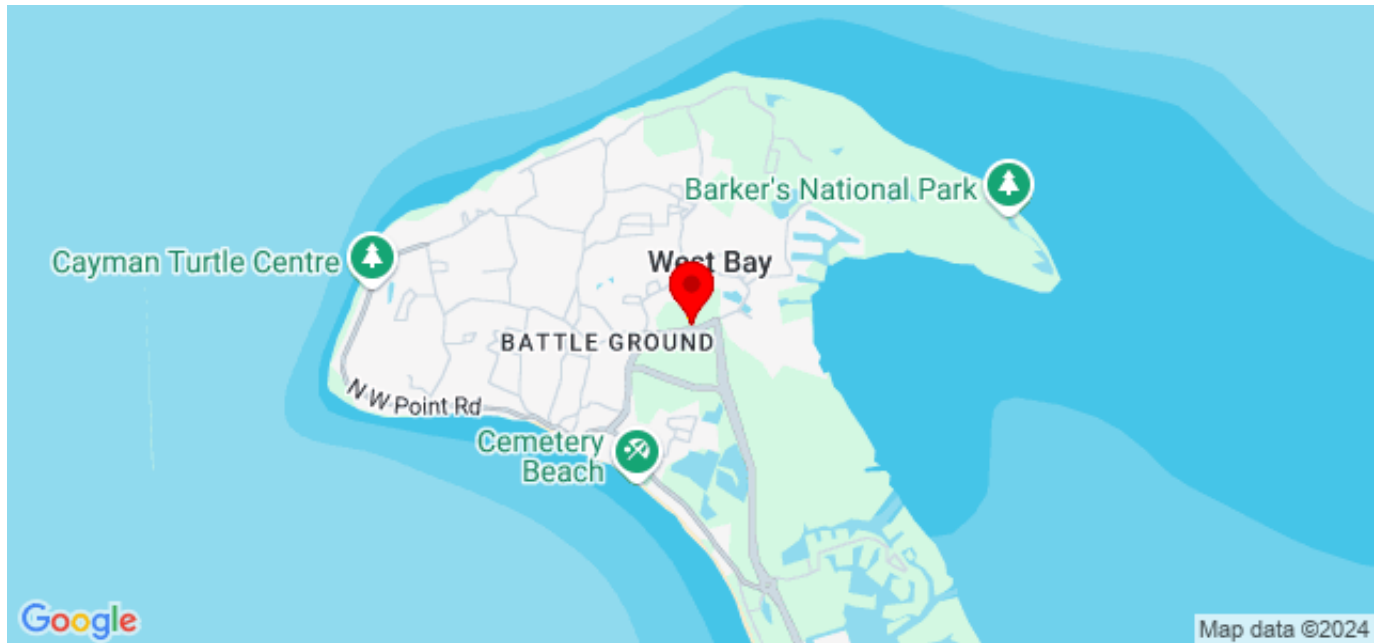 Barker's National Park
Cayman Turtle Centre
West Bay
BATTLE GROUND
N W Point Rd
Cemetery
Beach
Google
Map data ©2024